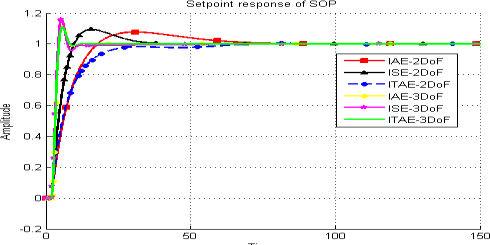 Setpoint response of SOP
Amplitude
1.2
1
0.8
0.6
0.4
0.2
0
-0.2
0
50
100
150
IAE-2DoF
ISE-2DoF
ITAE-2DoF
IAE-3DoF
ISE-3DoF
ITAE-3DoF